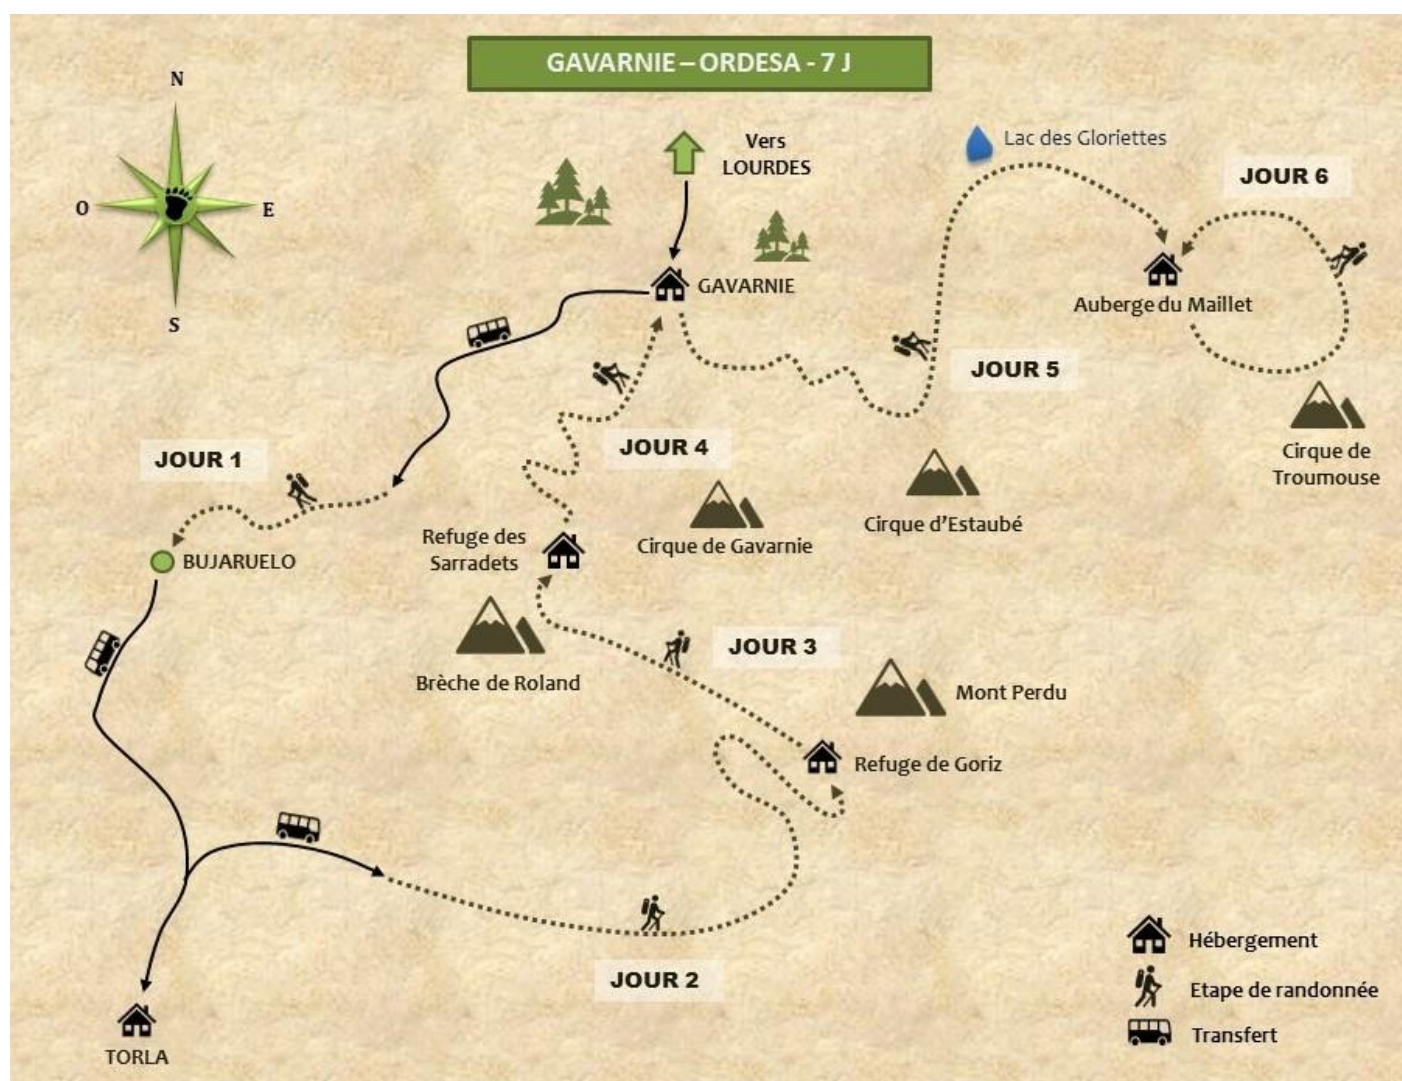 GAVARNIE – ORDESA - 7 J
N
O
E
S
Vers
LOURDES
Lac des Gloriettes
JOUR 6
GAVARNIE
Auberge du Maillet
JOUR 5
JOUR 4
JOUR 1
Cirque de
Troumouse
Cirque d’Estaubé
Refuge des
Sarradets
Cirque de Gavarnie
BUJARUELO
JOUR 3
Brèche de Roland
Mont Perdu
Refuge de Goriz
JOUR 2
TORLA
Hébergement
Etape de randonnée
Transfert